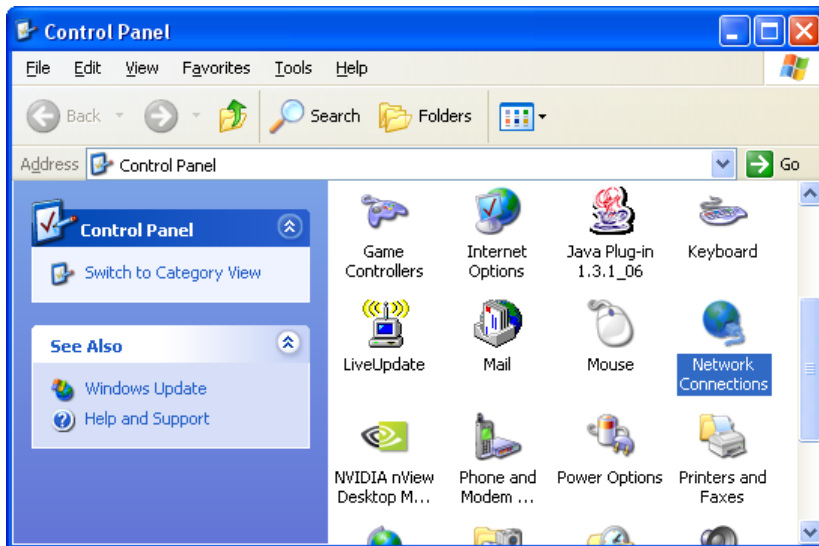 Control Panel
File Edit View Favorites Tools Help
Back Search Folders
Address Control Panel Go
Control Panel
Switch to Category View
See Also
Windows Update
Help and Support
Game
Controllers
Internet
Options
Java Plug-in
1.3.1_06
Keyboard
LiveUpdate
Mail
Mouse
Network
Connections
NVIDIA nView
Desktop M...
Phone and
Modem ...
Power Options
Printers and
Faxes